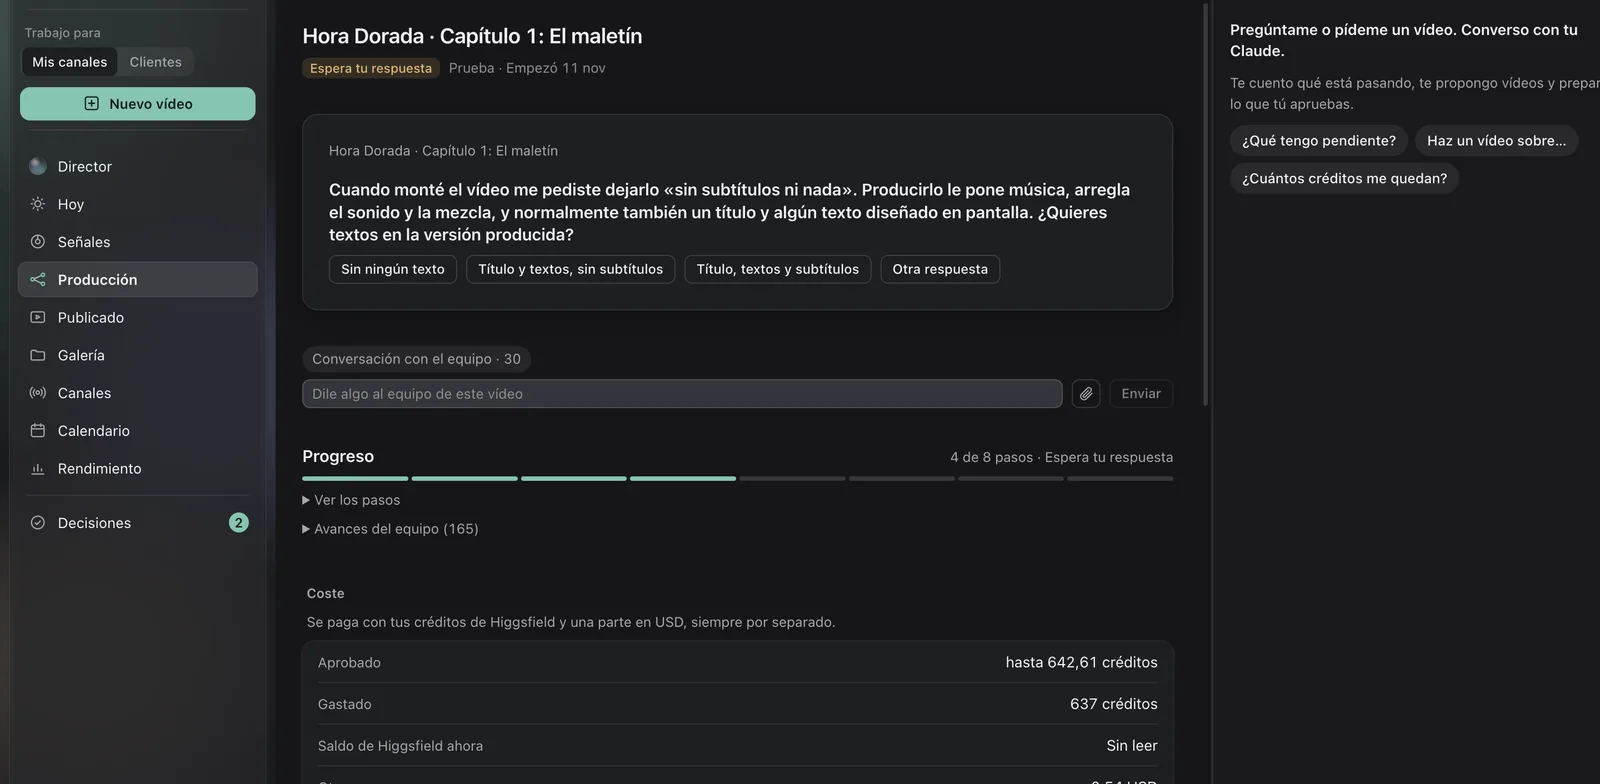 Trabajo para
Mis canales
Clientes
Nuevo vídeo
Director
Hoy
Señales
Producción
Publicado
Galería
Canales
Calendario
Rendimiento
Decisiones
2
Hora Dorada · Capítulo 1: El maletín
Espera tu respuesta
Prueba · Empezó 11 nov
Hora Dorada · Capítulo 1: El maletín
Cuando monté el vídeo me pediste dejarlo «sin subtítulos ni nada». Producirlo le pone música, arregla
el sonido y la mezcla, y normalmente también un título y algún texto diseñado en pantalla. ¿Quieres
textos en la versión producida?
Sin ningún texto
Título y textos, sin subtítulos
Título, textos y subtítulos
Otra respuesta
Conversación con el equipo · 30
Dile algo al equipo de este vídeo
Enviar
Progreso
4 de 8 pasos · Espera tu respuesta
Ver los pasos
Avances del equipo (165)
Coste
Se paga con tus créditos de Higgsfield y una parte en USD, siempre por separado.
Aprobado
hasta 642,61 créditos
Gastado
637 créditos
Saldo de Higgsfield ahora
Sin leer
Pregúntame o pídeme un vídeo. Converso con tu
Claude.
Te cuento qué está pasando, te propongo vídeos y prepar
lo que tú apruebas.
¿Qué tengo pendiente?
Haz un vídeo sobre...
¿Cuántos créditos me quedan?